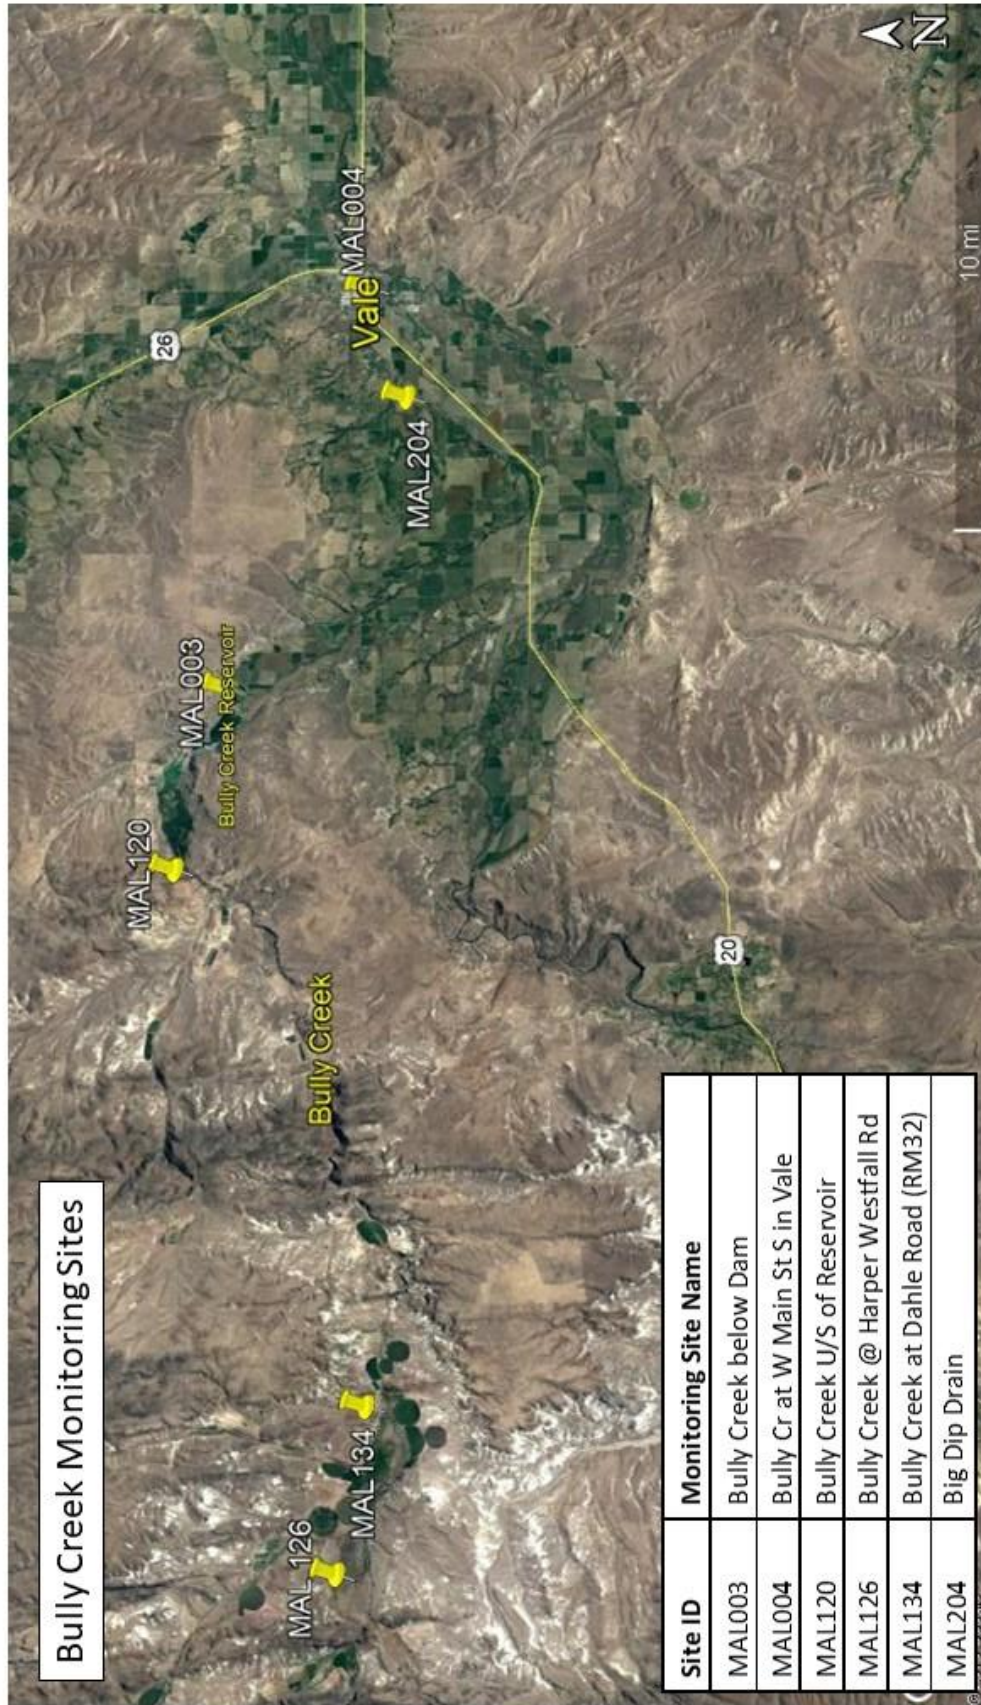 Bully Creek Monitoring Sites
MAL 126
MAL134
Bully Creek
MAL120
MAL003
Bully Creek Reservoir
26
MAL204
Vale
MAL004
20
N
10 mi
Site ID Monitoring Site Name
MAL003 Bully Creek below Dam
MAL004 Bully Cr at W Main St S in Vale
MAL120 Bully Creek U/S of Reservoir
MAL126 Bully Creek @ Harper Westfall Rd
MAL134 Bully Creek at Dahle Road (RM32)
MAL204 Big Dip Drain